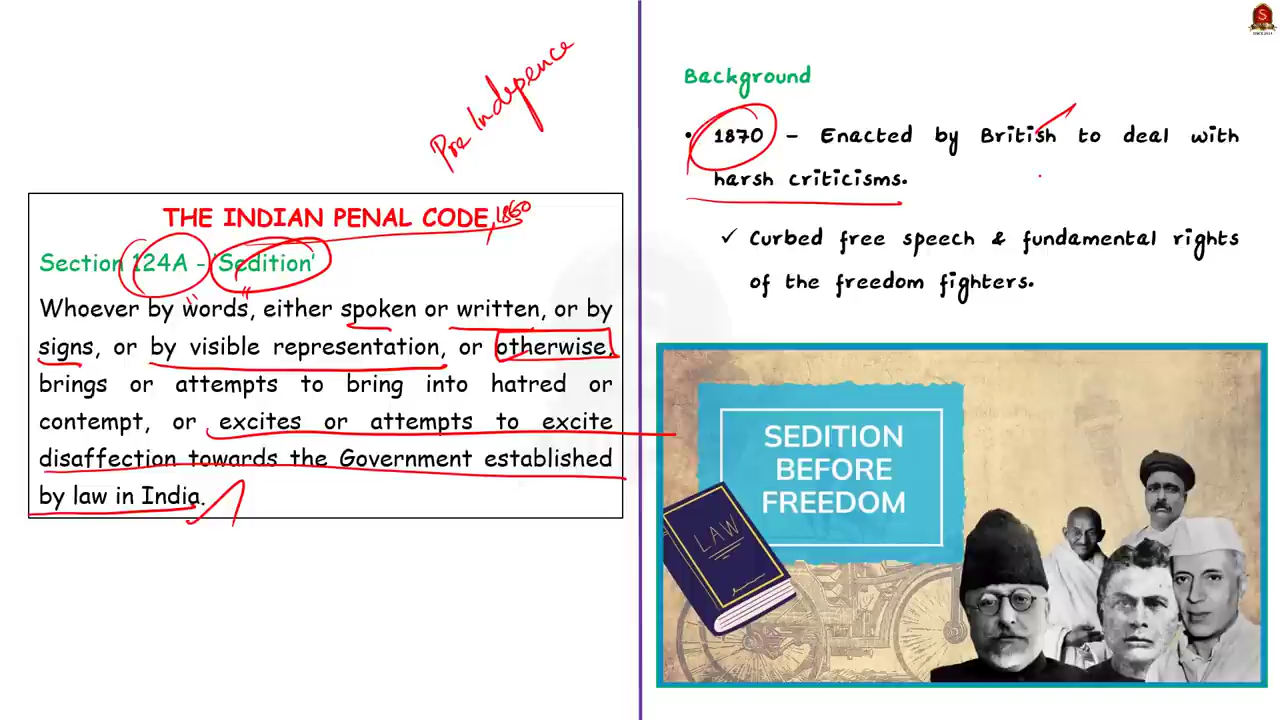 Pre Indepence
THE INDIAN PENAL CODE, 1860
Section 124A - 'Sedition'
Whoever by "words", either spoken or written, or by
signs, or by visible representation, or otherwise,
brings or attempts to bring into hatred or
contempt, or excites or attempts to excite
disaffection towards the Government established
by law in India.
Background
• 1870 - Enacted by British to deal with
harsh criticisms.
✓ Curbed free speech & fundamental rights
of the freedom fighters.
SEDITION
BEFORE
FREEDOM
LAW
S